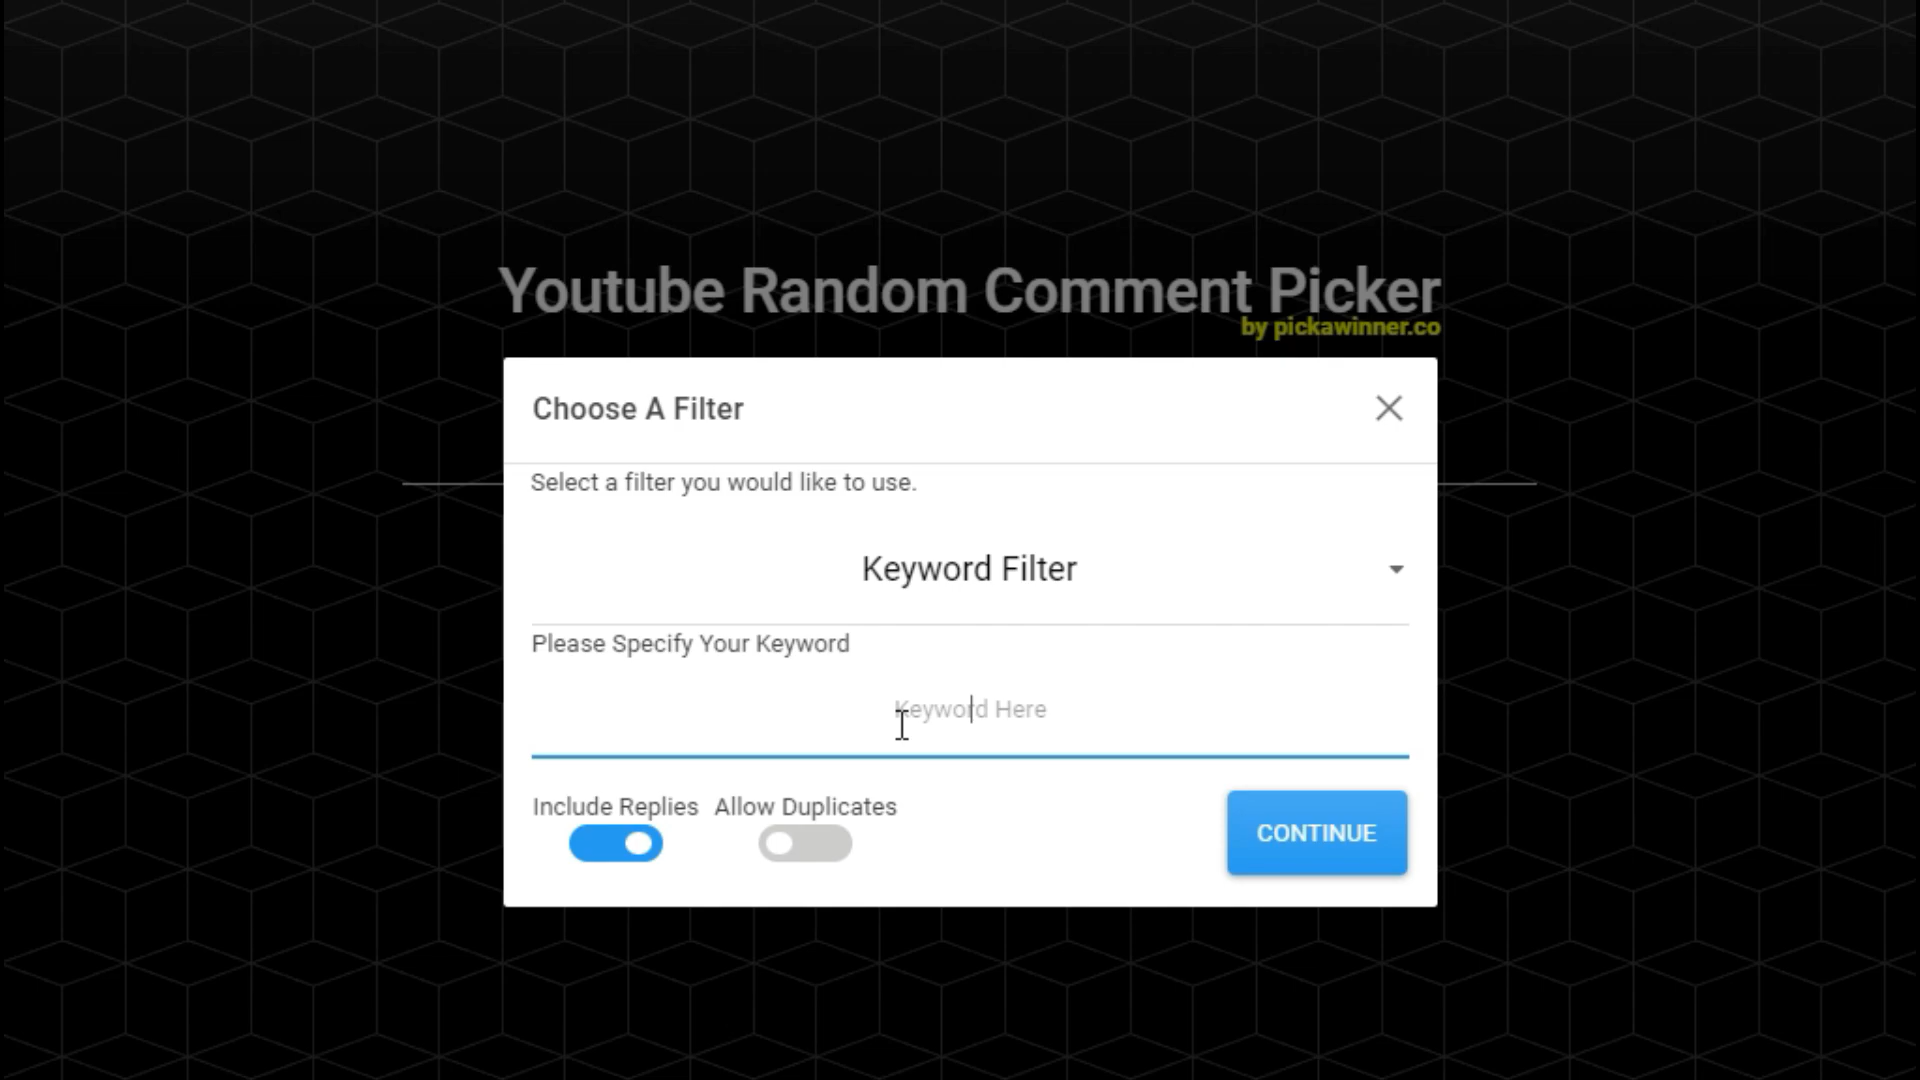 Youtube Random Comment Picker
by pickawinner.co
Choose A Filter
Select a filter you would like to use.
Keyword Filter
Please Specify Your Keyword
Keyword Here
Include Replies Allow Duplicates
CONTINUE